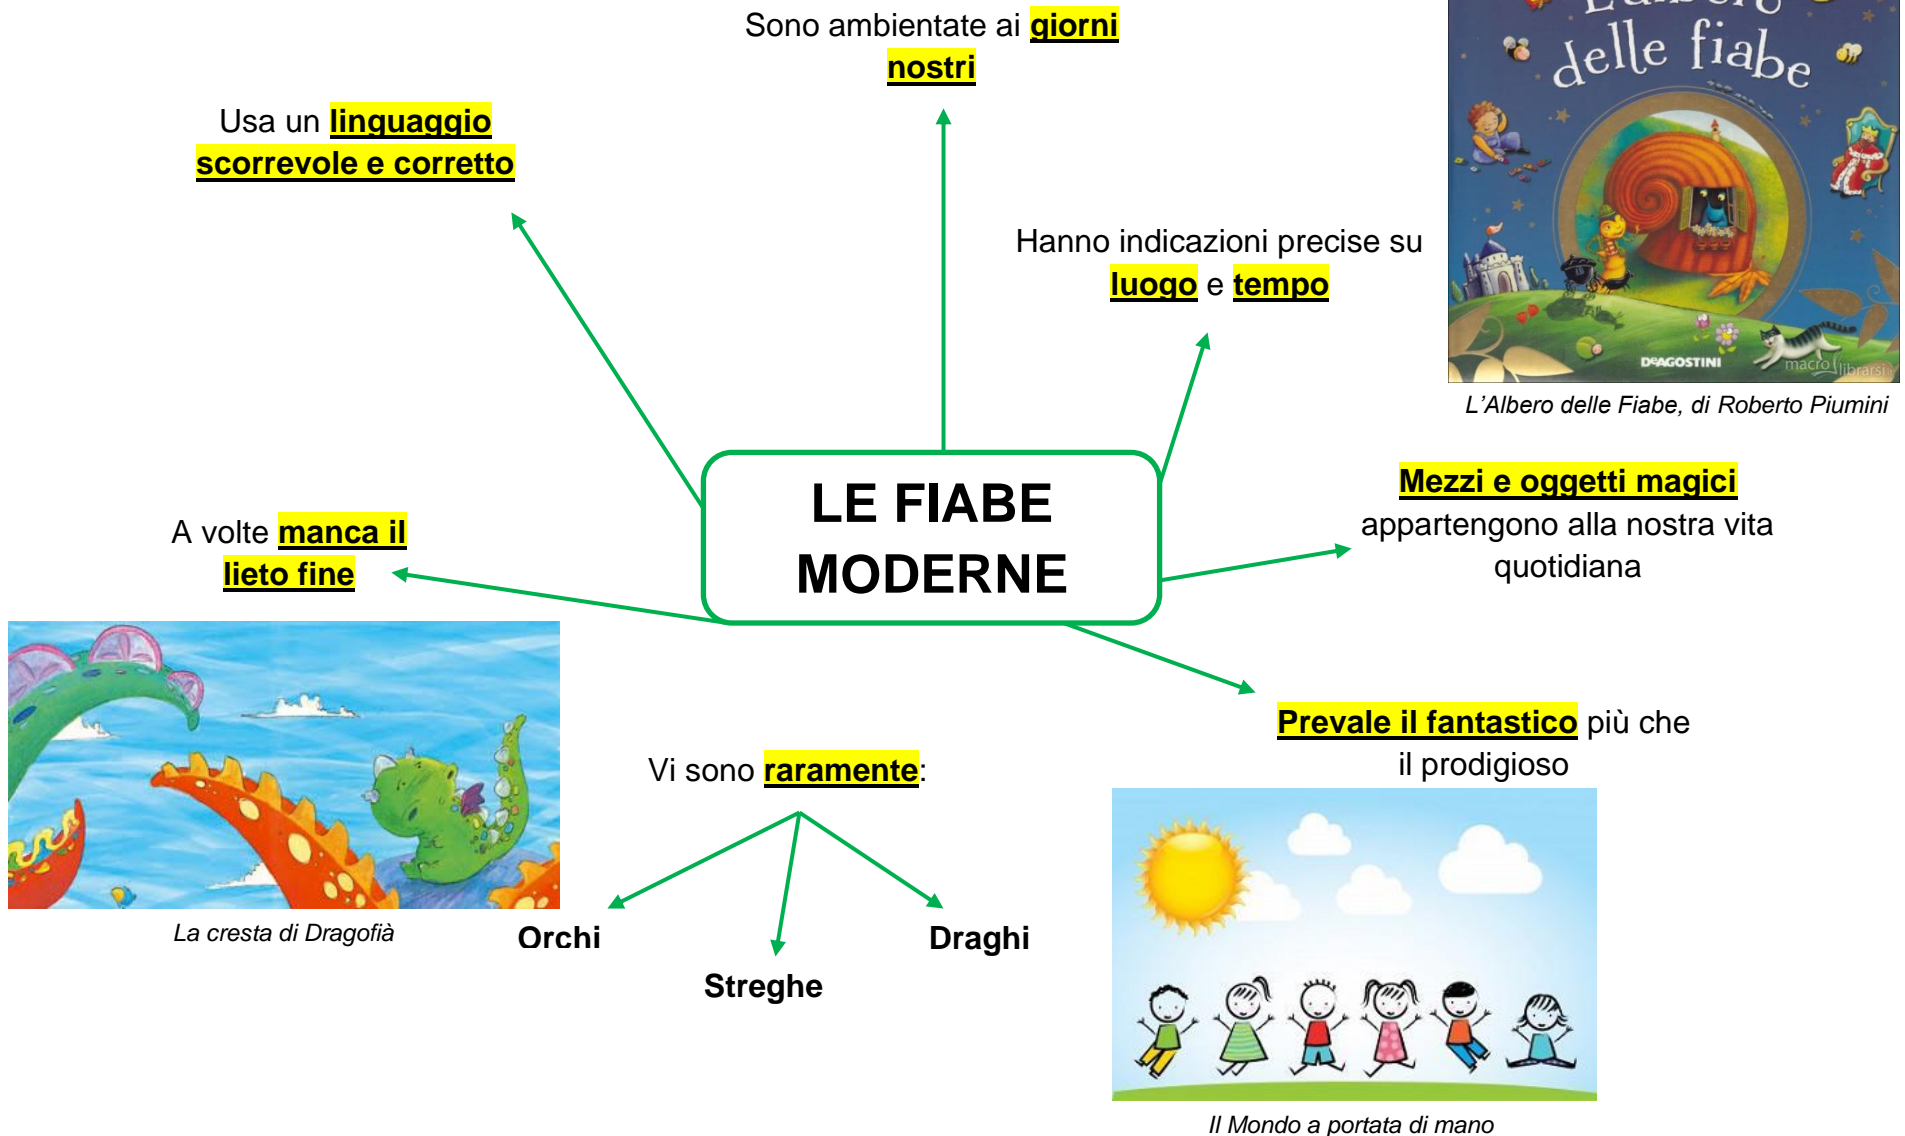 Sono ambientate ai giorni
nostri
L'albero
delle fiabe
Usa un linguaggio
scorrevole e corretto
Hanno indicazioni precise su
luogo e tempo
DeAGOSTINI
macrolibrarsi
L'Albero delle Fiabe, di Roberto Piumini
LE FIABE
MODERNE
Mezzi e oggetti magici
appartengono alla nostra vita
quotidiana
A volte manca il
lieto fine
Prevale il fantastico più che
il prodigioso
Vi sono raramente:
La cresta di Dragofià
Orchi
Draghi
Streghe
Il Mondo a portata di mano